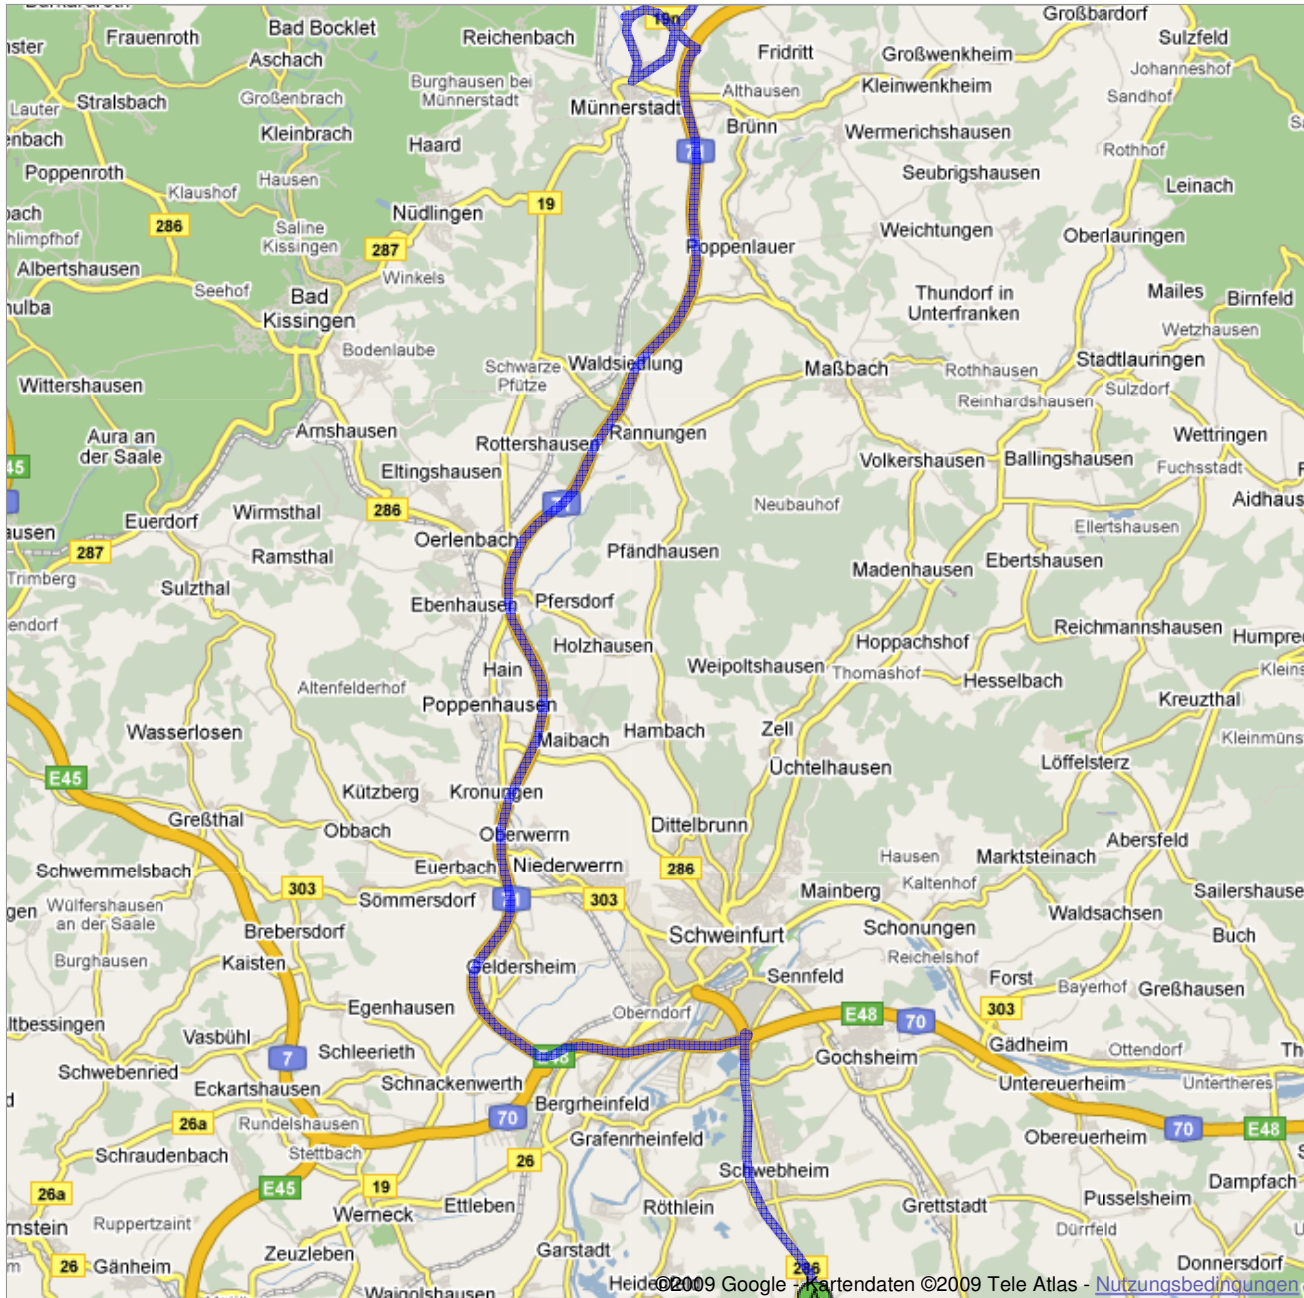 Frauenroth
Bad Bocklet
Reichenbach
19n
Großbardorf
Aschach
Fridritt
Großwenkheim
Sulzfeld
Johanneshof
Lauter
Stralsbach
Großenbrach
Burghausen bei
Münnerstadt
Münnerstadt
Althausen
Kleinwenkheim
Sandhof
Kleinbrach
Haard
Brünn
Wermerichshausen
Rothhof
Poppenroth
Klaushof
Hausen
Seubrigshausen
Leinach
286
Saline
Kissingen
Nüdlingen
19
287
Poppenlauer
Weichtungen
Oberlauringen
Albertshausen
Seehof
Winkels
Bad
Kissingen
Thundorf in
Unterfranken
Mailes
Birnfeld
Wetzhausen
Bodenlaube
Schwarze
Pfütze
Waldsiedlung
Maßbach
Rothhausen
Stadtlauringen
Sulzdorf
Wittershausen
Reinhardshausen
Aura an
der Saale
Arnshausen
Rottershausen
Rannungen
Wettringen
45
Eltingshausen
Volkershausen
Ballingshausen
Fuchsstadt
286
Neubauhof
Aidhaus
Euerdorf
Wirmsthal
Ellertshausen
287
Ramsthal
Oerlenbach
Pfändhausen
Madenhausen
Ebertshausen
Trimberg
Sulzthal
Ebenhausen
Pfersdorf
Holzhausen
Hoppachshof
Reichmannshausen
Hain
Weipoltshausen
Thomashof
Hesselbach
Altenfelderhof
Poppenhausen
Kreuzthal
Wasserlosen
Maibach
Hambach
Zell
E45
Üchtelhausen
Löffelsterz
Kützberg
Kronungen
Greßthal
Obbach
Oberwerrn
Dittelbrunn
Abersfeld
Schwemmelsbach
Euerbach
Niederwerrn
286
Hausen
Marktsteinach
303
Sömmersdorf
303
Mainberg
Kaltenhof
Sailershause
Wülfershausen
an der Saale
Waldsachsen
Brebersdorf
Schweinfurt
Schonungen
Buch
Burghausen
Kaisten
Geldersheim
Sennfeld
Reichelshof
Forst
Bayerhof
Greßhausen
Egenhausen
Oberndorf
E48
70
303
ltbessingen
Vasbühl
Schleerieth
Gochsheim
Gädheim
Ottendorf
7
Schwebenried
Eckartshausen
Schnackenwerth
Untereuerheim
Untertheres
26a
Rundelshausen
70
Bergrheinfeld
Obereuerheim
70
E48
Schraudenbach
Stettbach
26
Grafenrheinfeld
Schwebheim
26a
E45
19
Ettleben
Röthlein
Grettstadt
Pusselsheim
Dampfach
Ruppertzaint
Werneck
Dürrfeld
26
Gänheim
Zeuzleben
Garstadt
286
Donnersdorf
Waigolshausen
©2009 Google - Kartendaten ©2009 Tele Atlas - Nutzungsbedingungen